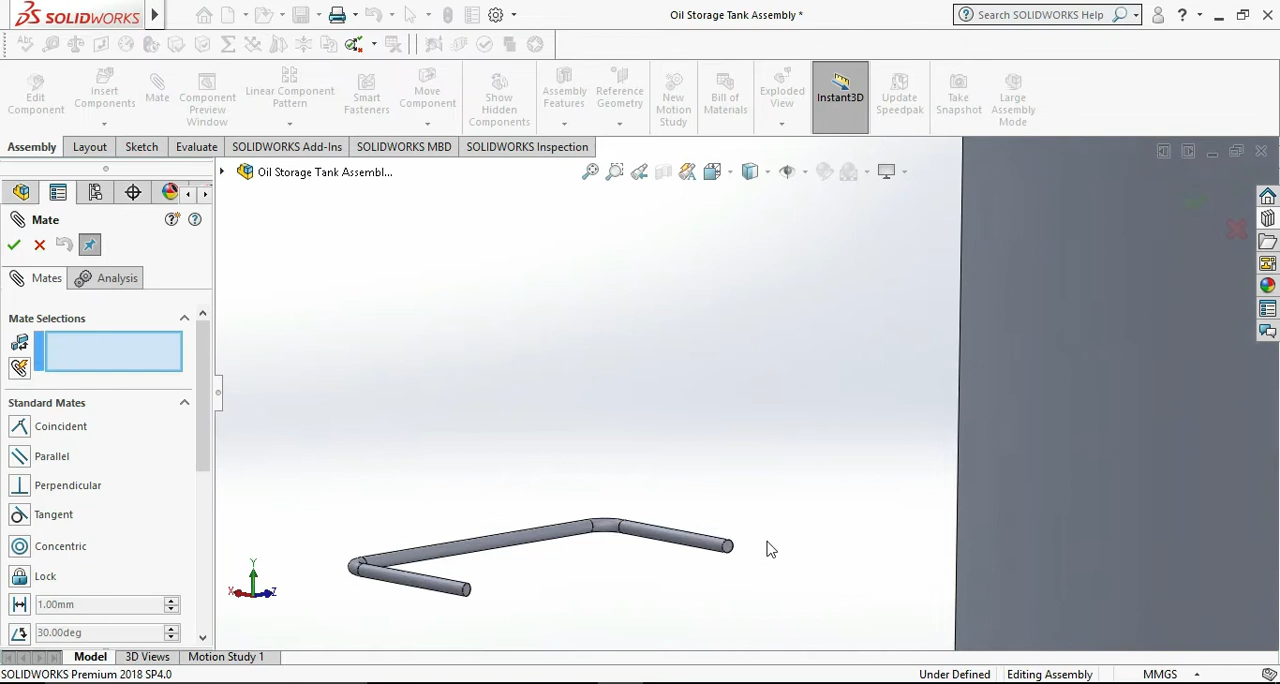 SOLIDWORKS
Oil Storage Tank Assembly *
Search SOLIDWORKS Help
Edit Component
Insert Components
Mate
Component Preview Window
Linear Component Pattern
Smart Fasteners
Move Component
Show Hidden Components
Assembly Features
Reference Geometry
New Motion Study
Bill of Materials
Exploded View
Instant3D
Update Speedpak
Take Snapshot
Large Assembly Mode
Assembly
Layout
Sketch
Evaluate
SOLIDWORKS Add-Ins
SOLIDWORKS MBD
SOLIDWORKS Inspection
Oil Storage Tank Assembl...
Mate
Mates
Analysis
Mate Selections
Standard Mates
Coincident
Parallel
Perpendicular
Tangent
Concentric
Lock
1.00mm
30.00deg
Y
X
Z
Model
3D Views
Motion Study 1
SOLIDWORKS Premium 2018 SP4.0
Under Defined
Editing Assembly
MMGS